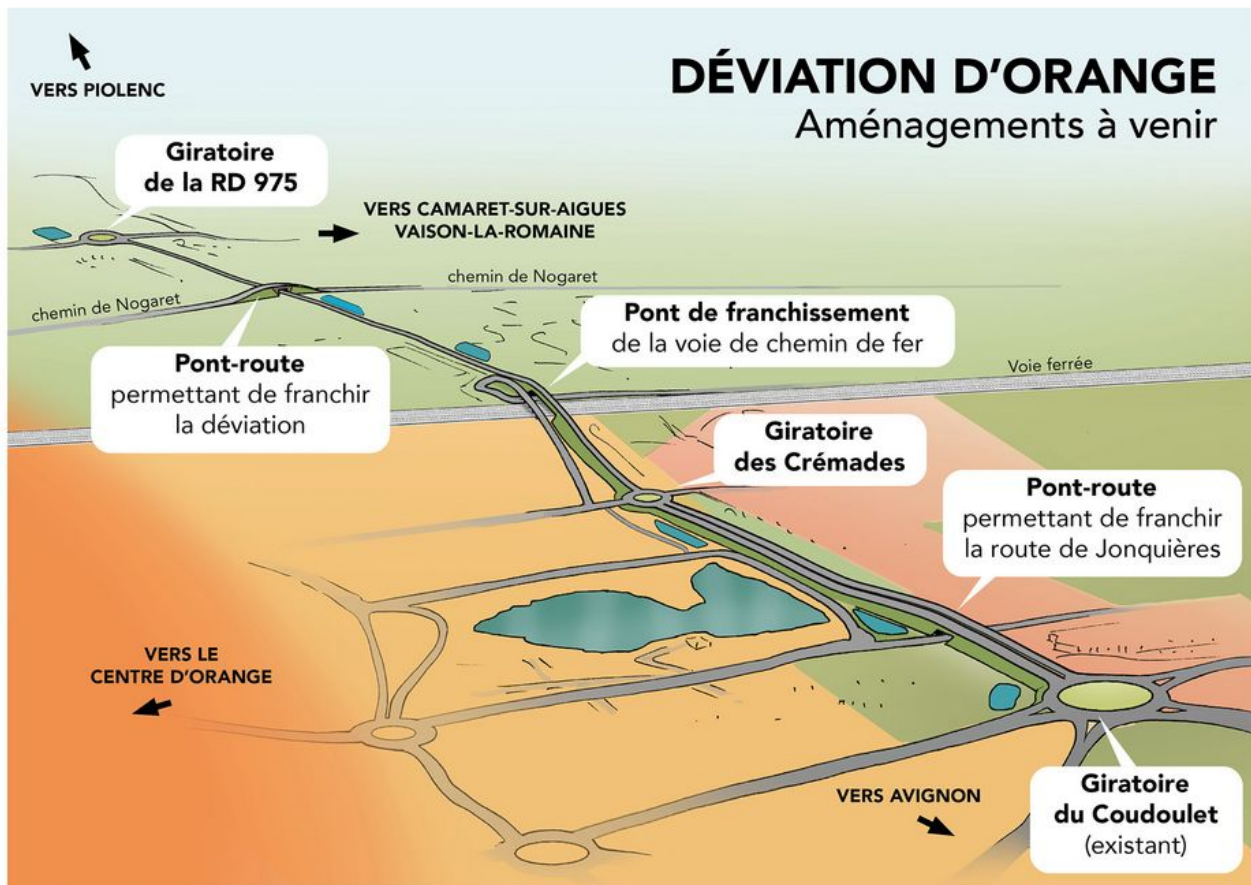 DÉVIATION D'ORANGE
Aménagements à venir
VERS PIOLENC
Giratoire
de la RD 975
VERS CAMARET-SUR-AIGUES
VAISON-LA-ROMAINE
chemin de Nogaret
chemin de Nogaret
Pont-route
permettant de franchir
la déviation
Pont de franchissement
de la voie de chemin de fer
Voie ferrée
Giratoire
des Crémades
Pont-route
permettant de franchir
la route de Jonquières
VERS LE
CENTRE D'ORANGE
VERS AVIGNON
Giratoire
du Coudoulet
(existant)